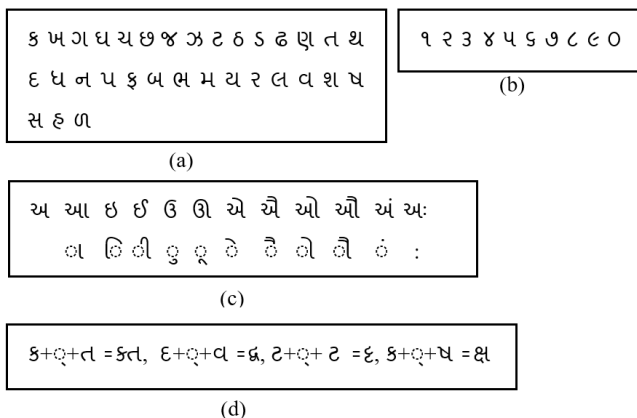 ક ખ ગ ઘ ચ છ જ ઝ ટ ઠ ડ ઢ ણ ત થ
દ ધ ન પ ફ બ ભ મ ય ર લ વ શ ષ
સ હ ળ
(a)
૧ ૨ ૩ ૪ ૫ ૬ ૭ ૮ ૯ ૦
(b)
અ આ ઇ ઈ ઉ ઊ એ ઐ ઓ ઔ અં અઃ
◌ા ◌િ ◌ી ◌ુ ◌ૂ ◌ે ◌ૈ ◌ો ◌ૌ ◌ં :
(c)
ક+◌્+ત =ક્ત, દ+◌્+વ =દ્વ, ટ+◌્+ ટ =ટ્ટ, ક+◌્+ષ =ક્ષ
(d)